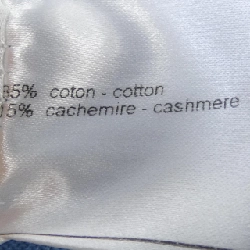 85% coton - cotton
15% cachemire - cashmere